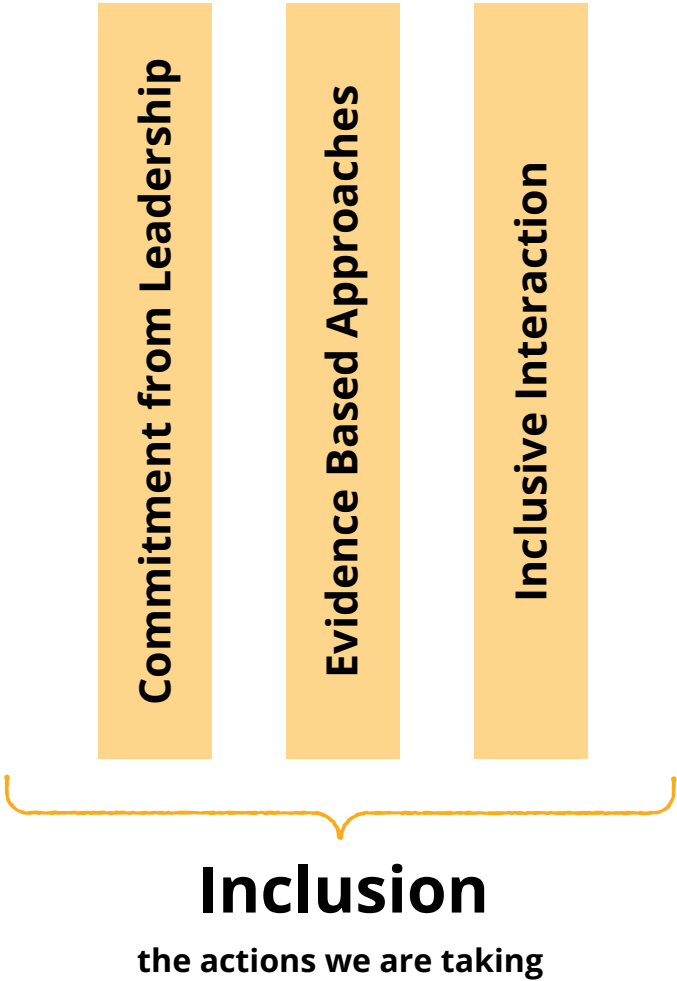 Commitment from Leadership
Evidence Based Approaches
Inclusive Interaction
Inclusion
the actions we are taking